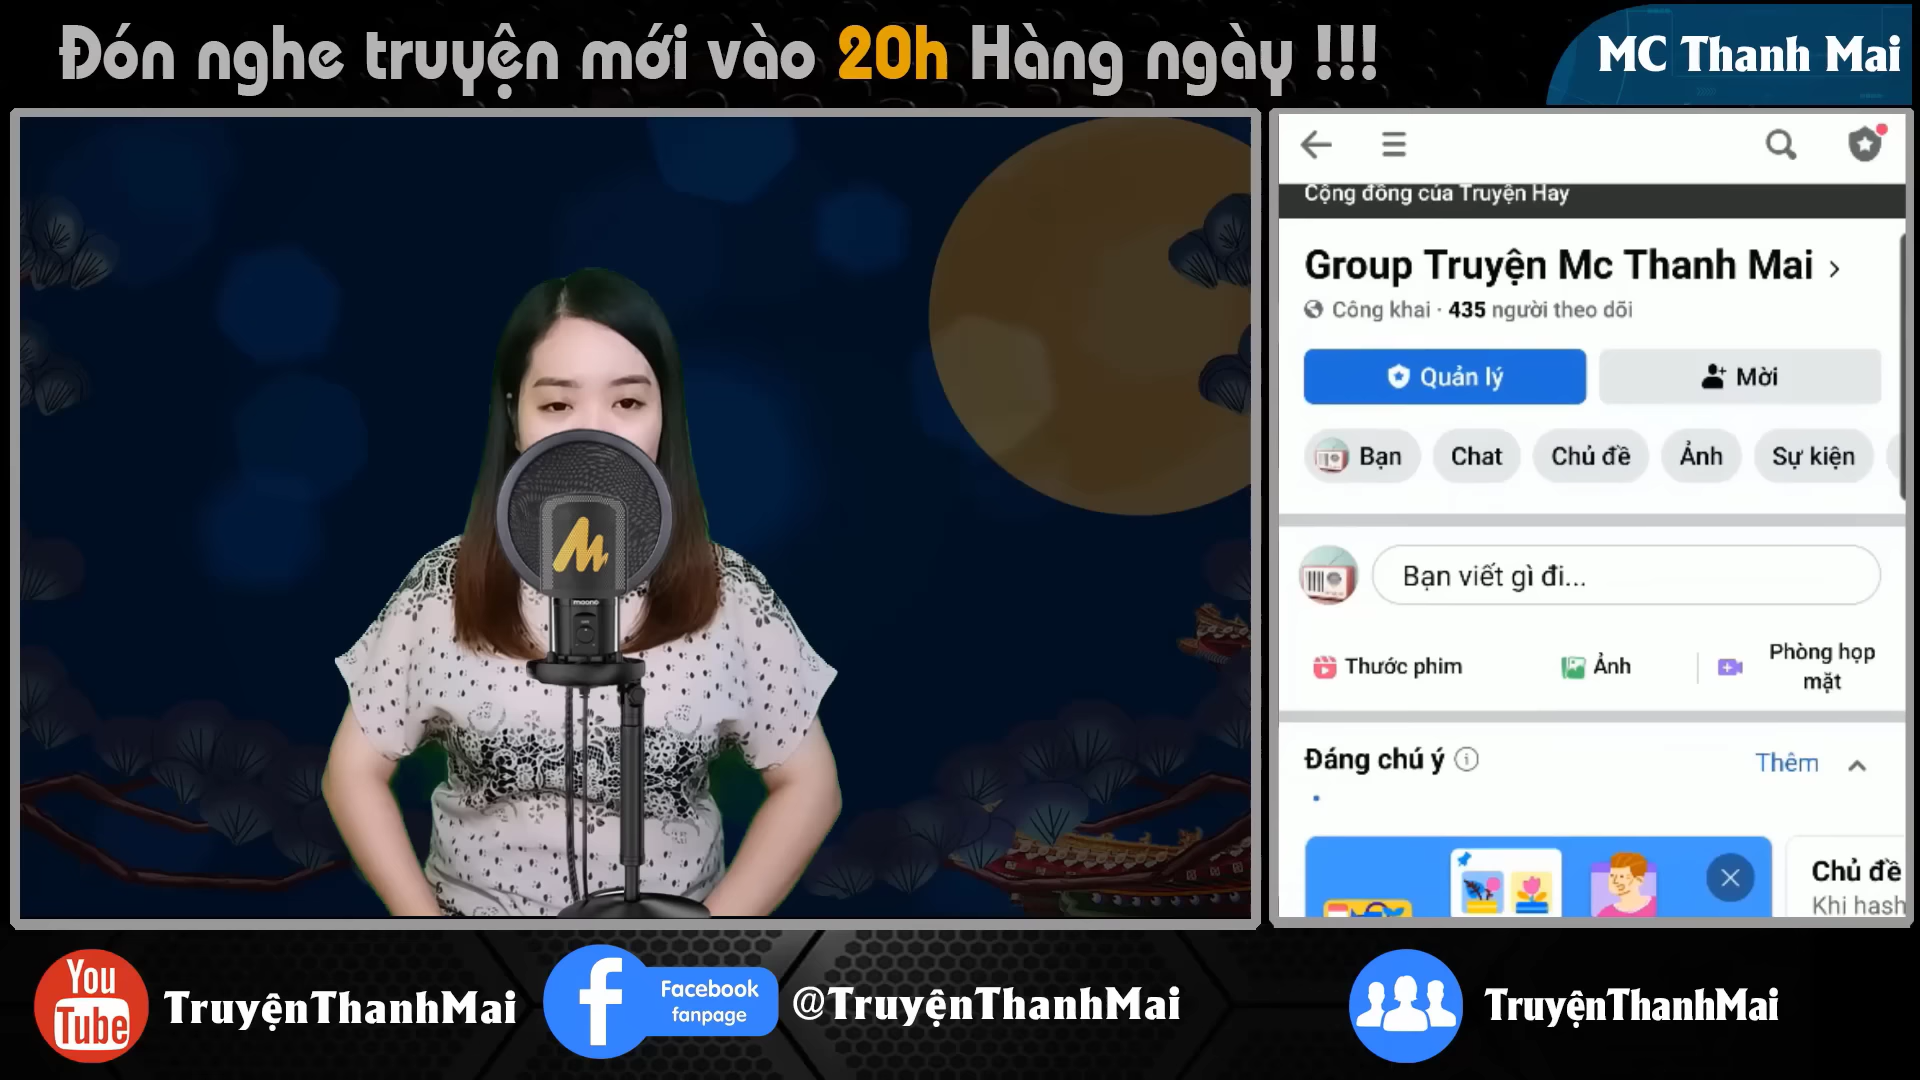 Đón nghe truyện mới vào 20h Hàng ngày !!!
MC Thanh Mai
Cộng đồng của Truyện Hay
Group Truyện Mc Thanh Mai
Công khai · 435 người theo dõi
Quản lý
Mời
Bạn
Chat
Chủ đề
Ảnh
Sự kiện
Bạn viết gì đi...
Thước phim
Ảnh
Phòng họp
mặt
Đáng chú ý
Thêm
Chủ đề
Khi hash
maono
You
Tube
TruyệnThanhMai
Facebook
fanpage
@TruyệnThanhMai
TruyệnThanhMai